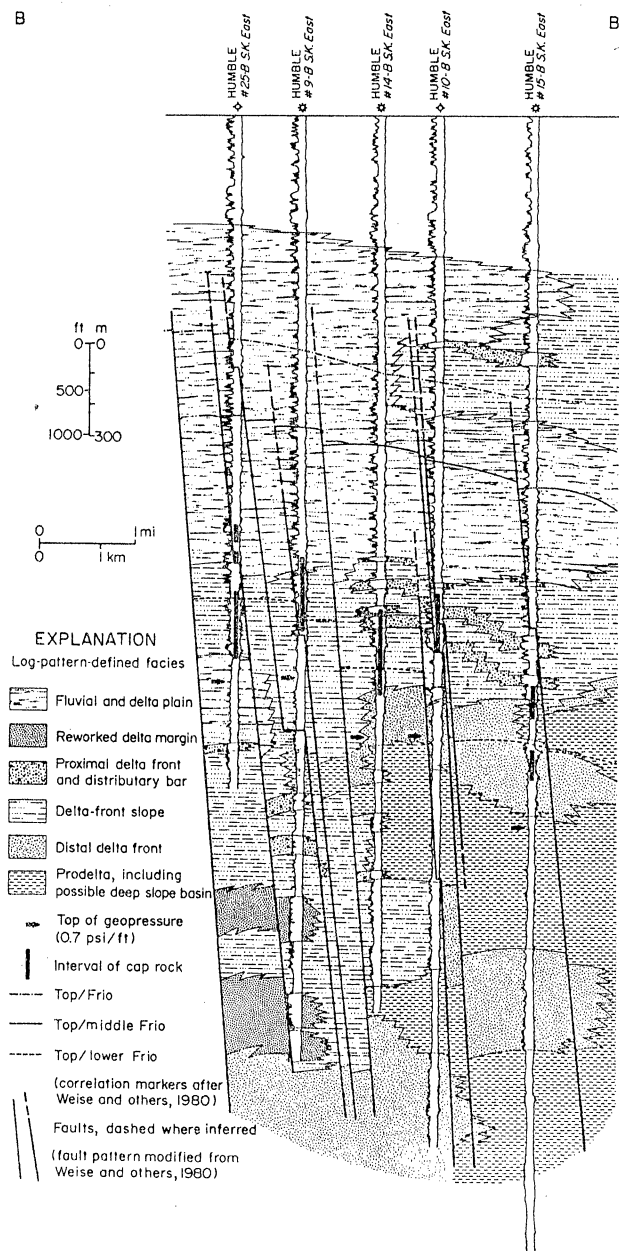 B
B
HUMBLE
#25-B S.K. East
HUMBLE
#9-B S.K. East
HUMBLE
#14-B S.K. East
HUMBLE
#10-B S.K. East
HUMBLE
#15-B S.K. East
ft m
0 0
500
1000 300
0 1 mi
0 1 km
EXPLANATION
Log-pattern-defined facies
Fluvial and delta plain
Reworked delta margin
Proximal delta front
and distributary bar
Delta-front slope
Distal delta front
Prodelta, including
possible deep slope basin
Top of geopressure
(0.7 psi/ft)
Interval of cap rock
Top/Frio
Top/middle Frio
Top/lower Frio
(correlation markers after
Weise and others, 1980)
Faults, dashed where inferred
(fault pattern modified from
Weise and others, 1980)